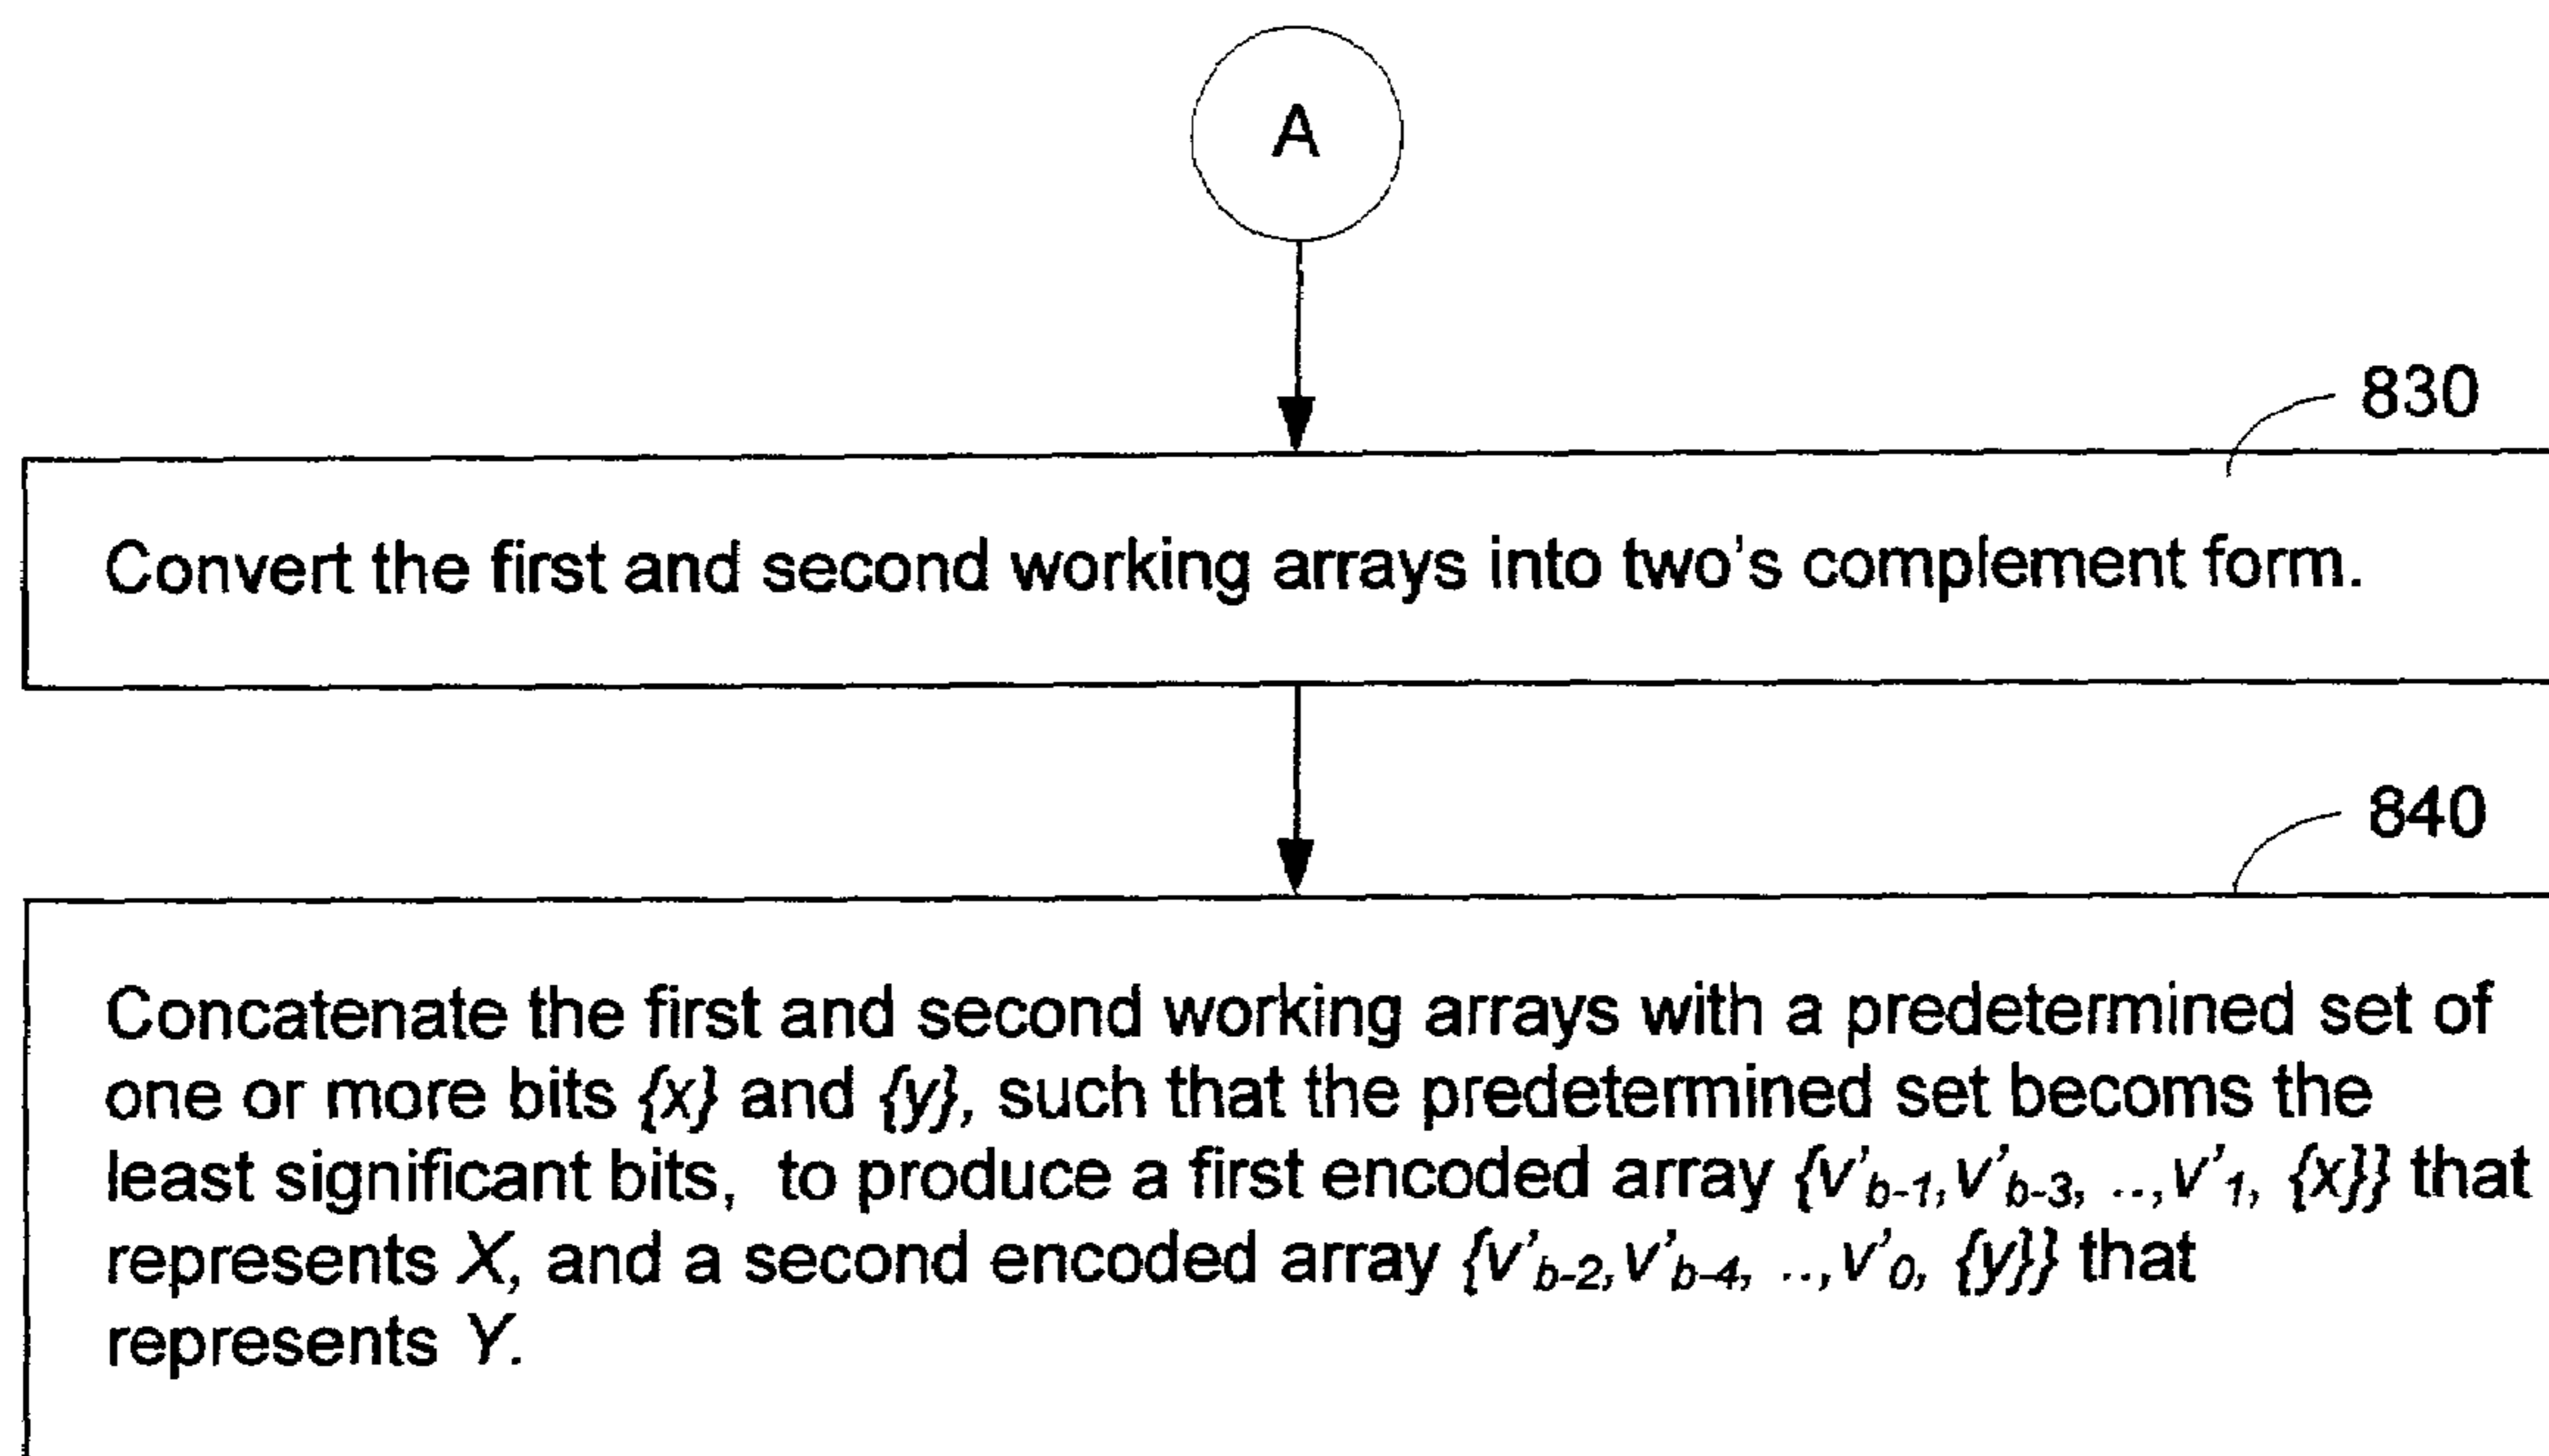 A
830
Convert the first and second working arrays into two's complement form.
840
Concatenate the first and second working arrays with a predetermined set of
one or more bits {x} and {y}, such that the predetermined set becoms the
least significant bits, to produce a first encoded array {v'b-1,v'b-3, ..,v'1, {x}} that
represents X, and a second encoded array {v'b-2,v'b-4, ..,v'0, {y}} that
represents Y.